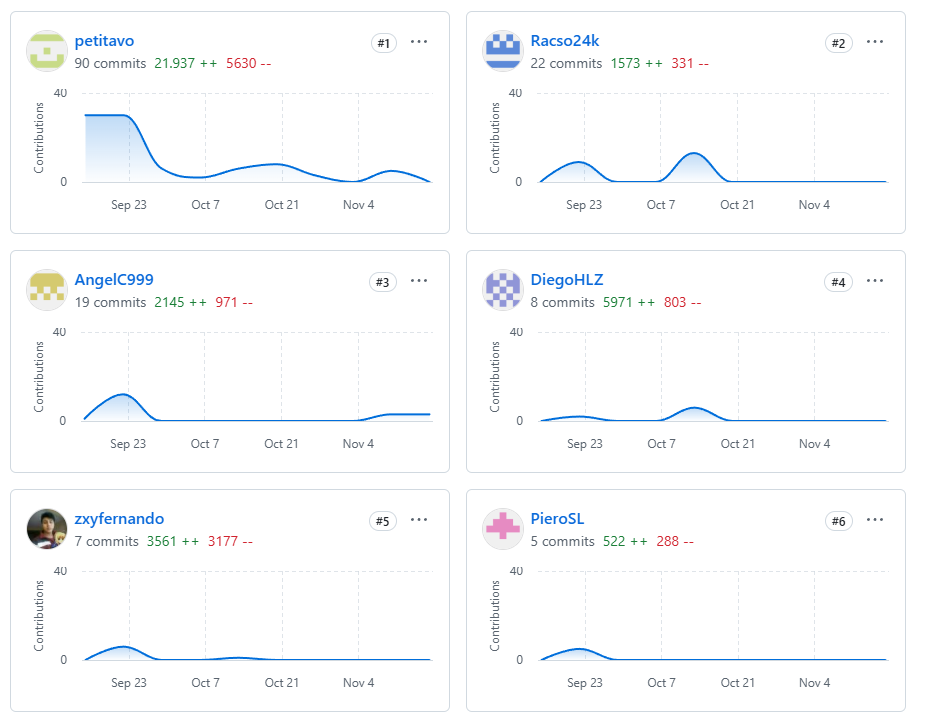 petitavo
#1
90 commits 21.937 ++ 5630 --
Contributions
40
0
Sep 23 Oct 7 Oct 21 Nov 4
Racso24k
#2
22 commits 1573 ++ 331 --
Contributions
40
0
Sep 23 Oct 7 Oct 21 Nov 4
AngelC999
#3
19 commits 2145 ++ 971 --
Contributions
40
0
Sep 23 Oct 7 Oct 21 Nov 4
DiegoHLZ
#4
8 commits 5971 ++ 803 --
Contributions
40
0
Sep 23 Oct 7 Oct 21 Nov 4
zxyfernando
#5
7 commits 3561 ++ 3177 --
Contributions
40
0
Sep 23 Oct 7 Oct 21 Nov 4
PieroSL
#6
5 commits 522 ++ 288 --
Contributions
40
0
Sep 23 Oct 7 Oct 21 Nov 4